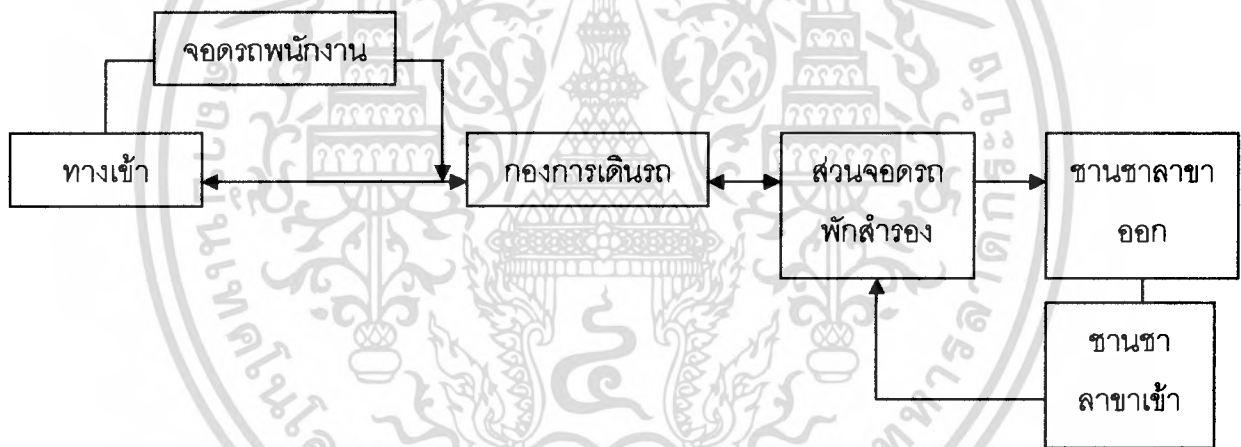 จอดรถพนักงาน
ทางเข้า
กองการเดินรถ
ส่วนจอดรถ
พักสำรอง
ชานชาลาขา
ออก
ชานชา
ลาขาเข้า